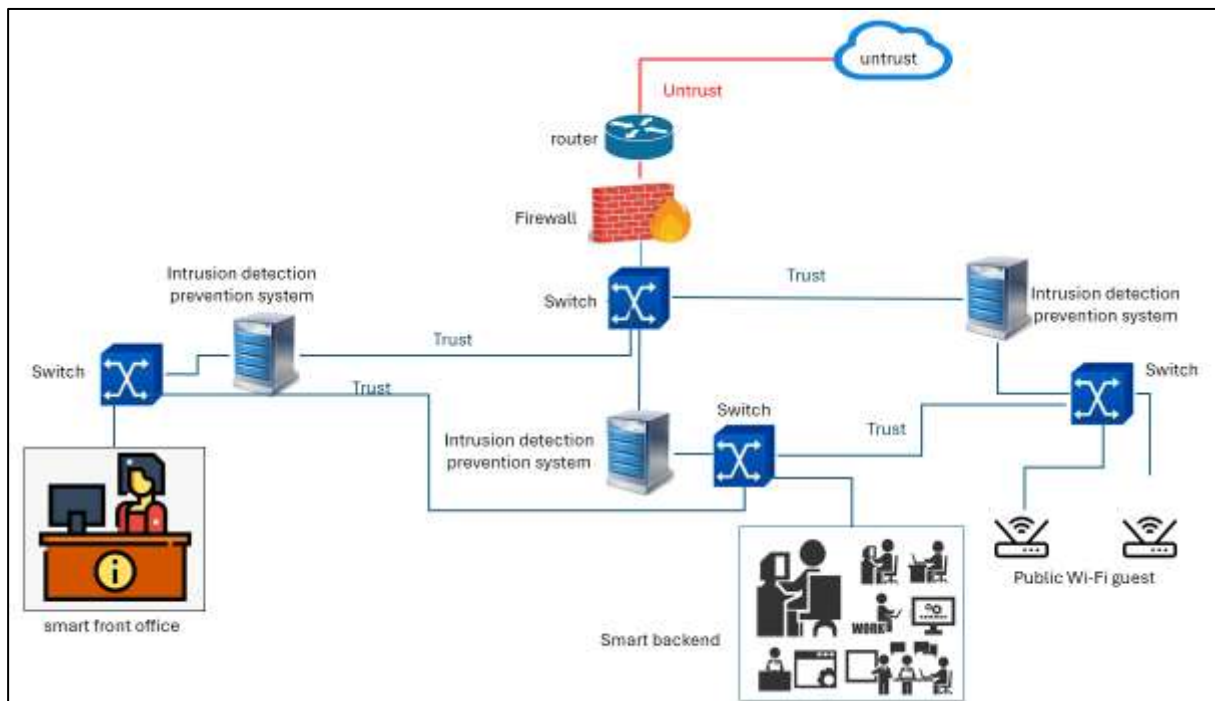 untrust
Untrust
router
Firewall
Intrusion detection
prevention system
Switch
Trust
Intrusion detection
prevention system
Trust
Switch
Trust
Switch
Switch
Trust
Intrusion detection
prevention system
i
Public Wi-Fi guest
WORK
smart front office
Smart backend